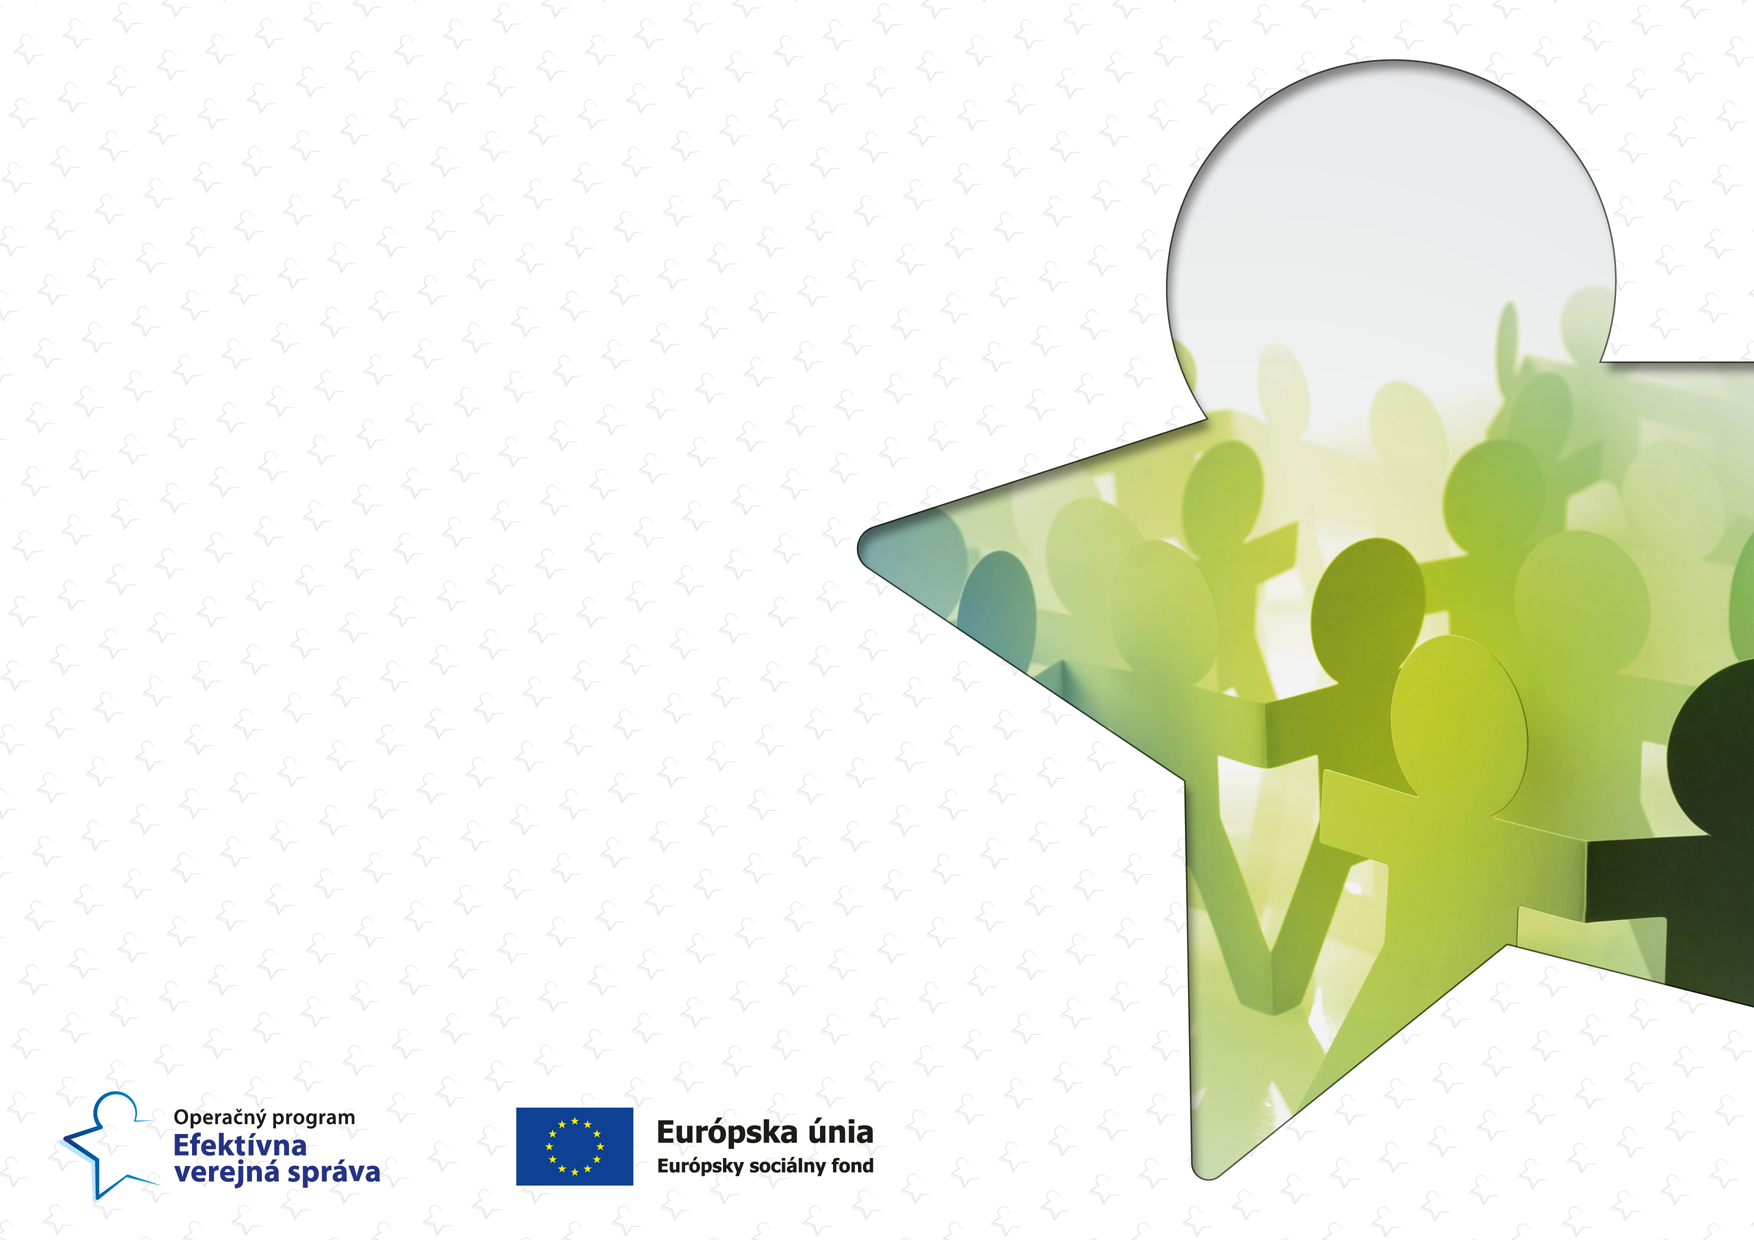 Operačný program
Efektívna
verejná správa
Európska únia
Európsky sociálny fond